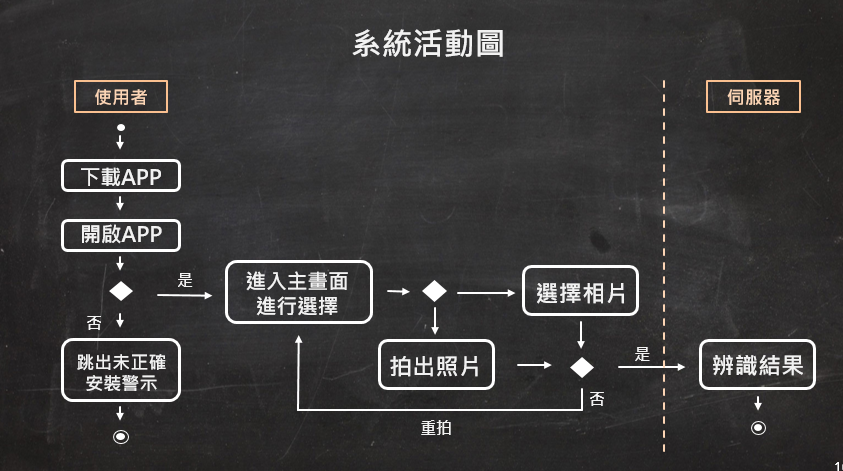 系統活動圖
使用者
伺服器
下載APP
開啟APP
是
否
跳出未正確
安裝警示
進入主畫面
進行選擇
選擇相片
拍出照片
是
否
重拍
辨識結果